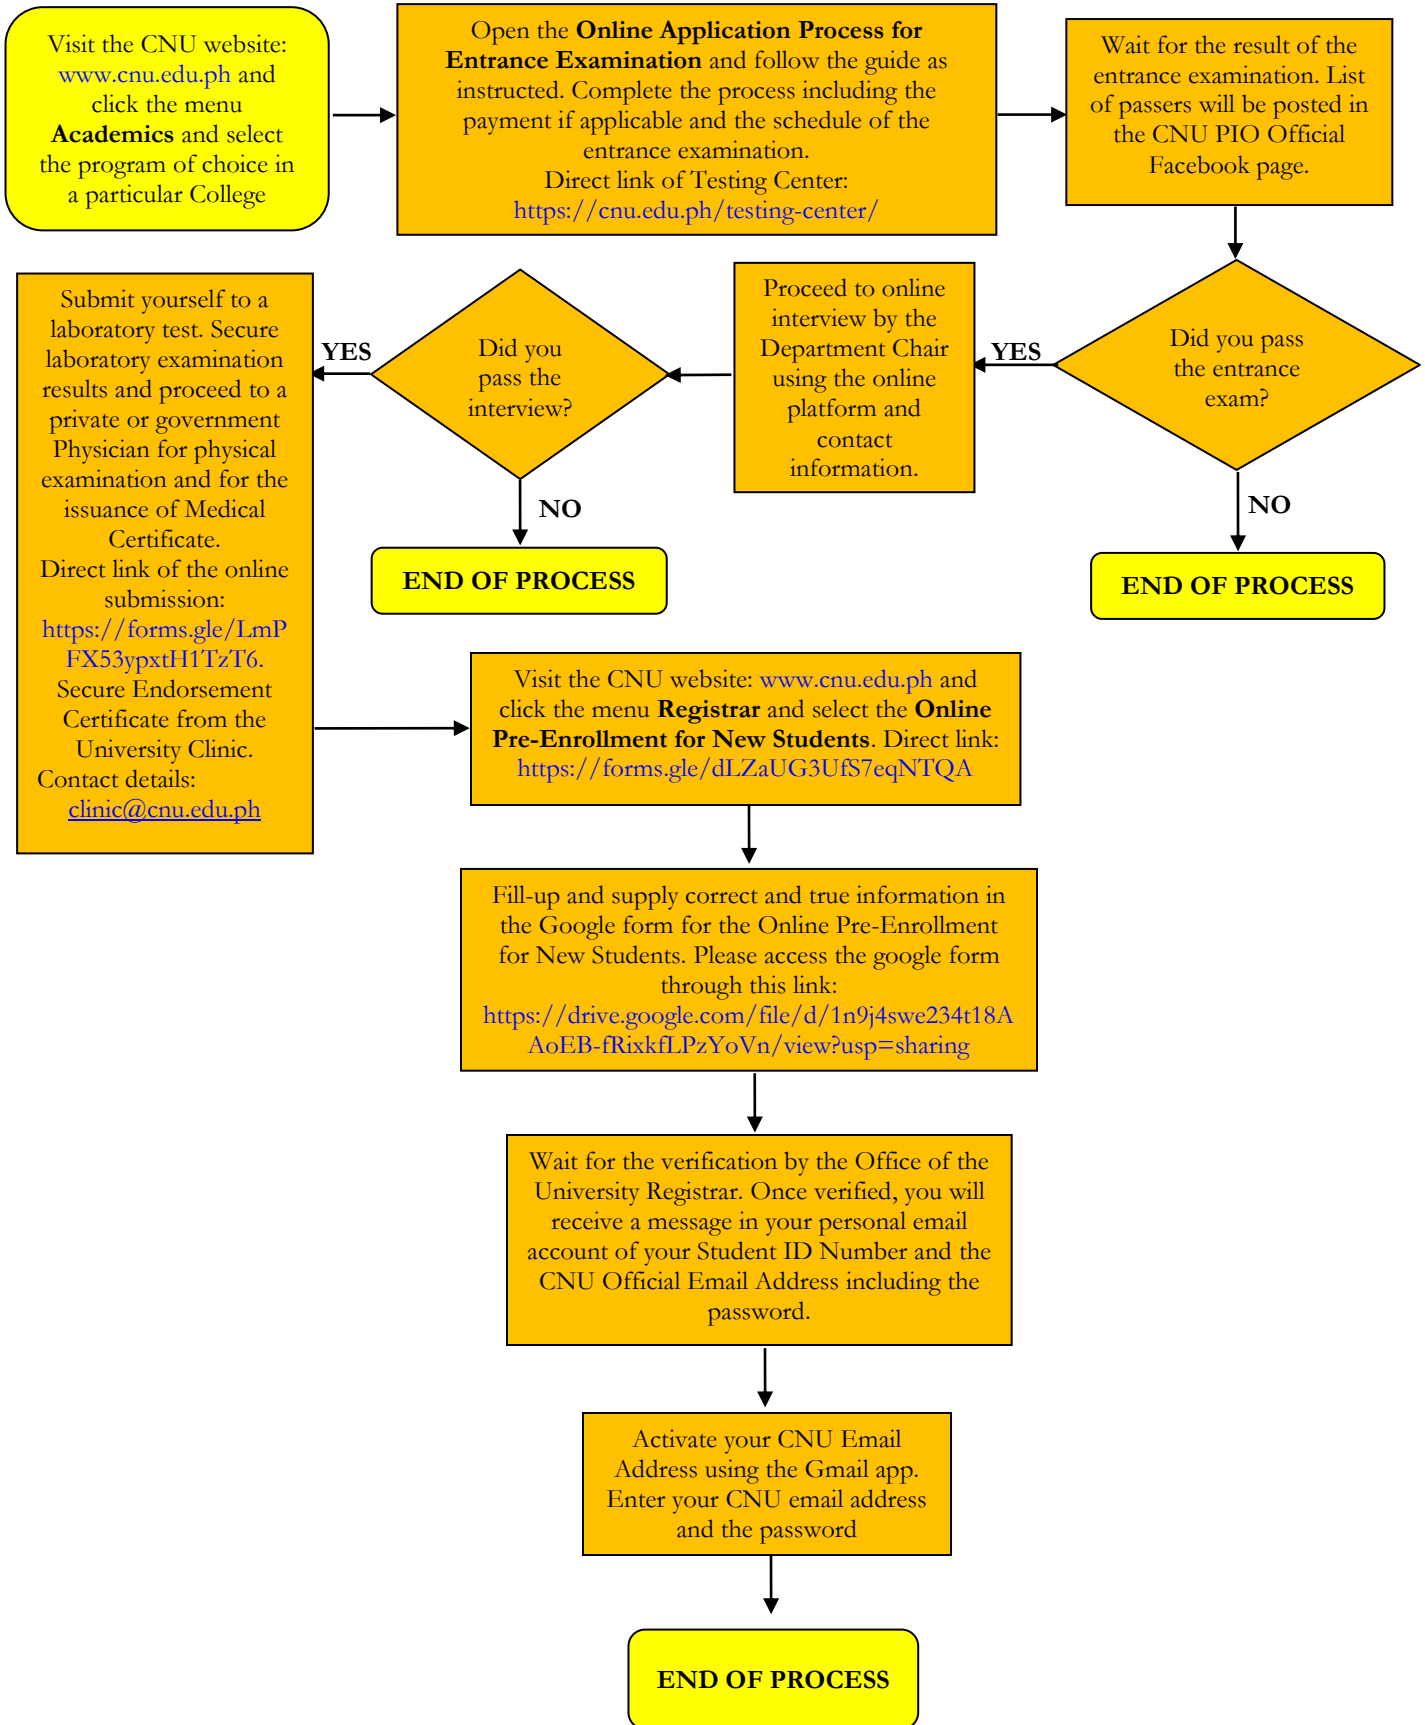 Visit the CNU website:
www.cnu.edu.ph and
click the menu
Academics and select
the program of choice in
a particular College
Open the Online Application Process for
Entrance Examination and follow the guide as
instructed. Complete the process including the
payment if applicable and the schedule of the
entrance examination.
Direct link of Testing Center:
https://cnu.edu.ph/testing-center/
Wait for the result of the
entrance examination. List
of passers will be posted in
the CNU PIO Official
Facebook page.
Did you pass
the entrance
exam?
YES
NO
END OF PROCESS
Proceed to online
interview by the
Department Chair
using the online
platform and
contact
information.
Did you
pass the
interview?
YES
NO
END OF PROCESS
Submit yourself to a
laboratory test. Secure
laboratory examination
results and proceed to a
private or government
Physician for physical
examination and for the
issuance of Medical
Certificate.
Direct link of the online
submission:
https://forms.gle/LmP
FX53ypxtH1TzT6.
Secure Endorsement
Certificate from the
University Clinic.
Contact details:
clinic@cnu.edu.ph
Visit the CNU website: www.cnu.edu.ph and
click the menu Registrar and select the Online
Pre-Enrollment for New Students. Direct link:
https://forms.gle/dLZaUG3UfS7eqNTQA
Fill-up and supply correct and true information in
the Google form for the Online Pre-Enrollment
for New Students. Please access the google form
through this link:
https://drive.google.com/file/d/1n9j4swe234t18A
AoEB-fRixkfLPzYoVn/view?usp=sharing
Wait for the verification by the Office of the
University Registrar. Once verified, you will
receive a message in your personal email
account of your Student ID Number and the
CNU Official Email Address including the
password.
Activate your CNU Email
Address using the Gmail app.
Enter your CNU email address
and the password
END OF PROCESS